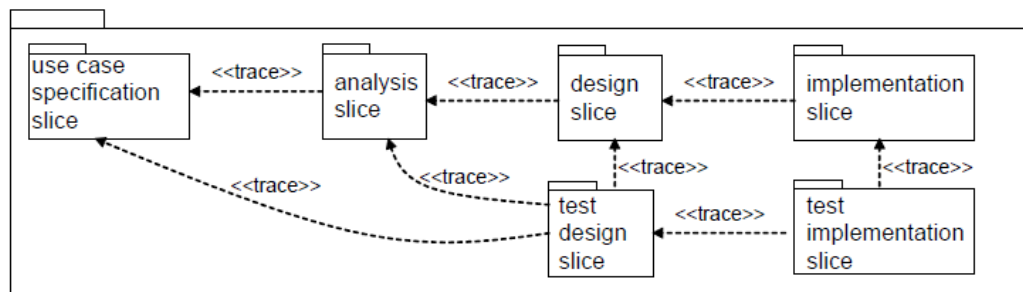 use case
specification
slice
<<trace>>
analysis
slice
<<trace>>
design
slice
<<trace>>
implementation
slice
<<trace>>
<<trace>>
<<trace>>
<<trace>>
test
design
slice
<<trace>>
test
implementation
slice